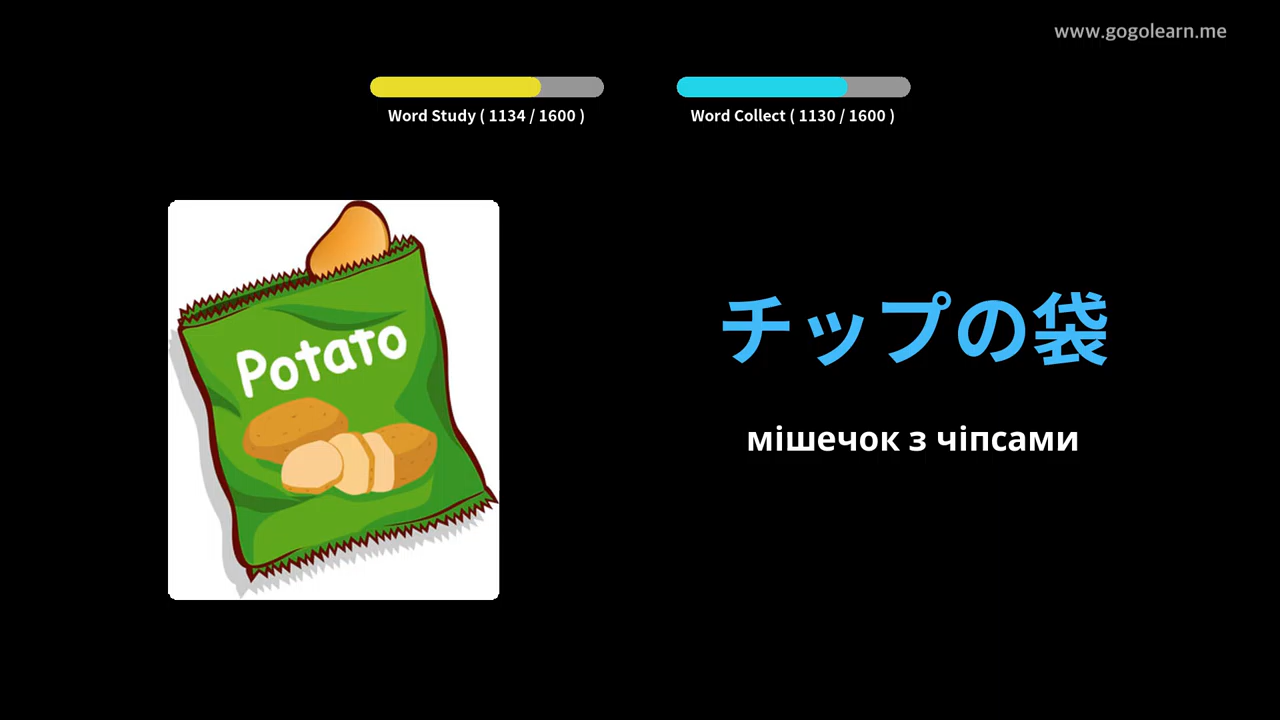 www.gogolearn.me
Word Study ( 1134 / 1600 )
Word Collect ( 1130 / 1600 )
Potato
チップの袋
мішечок з чіпсами